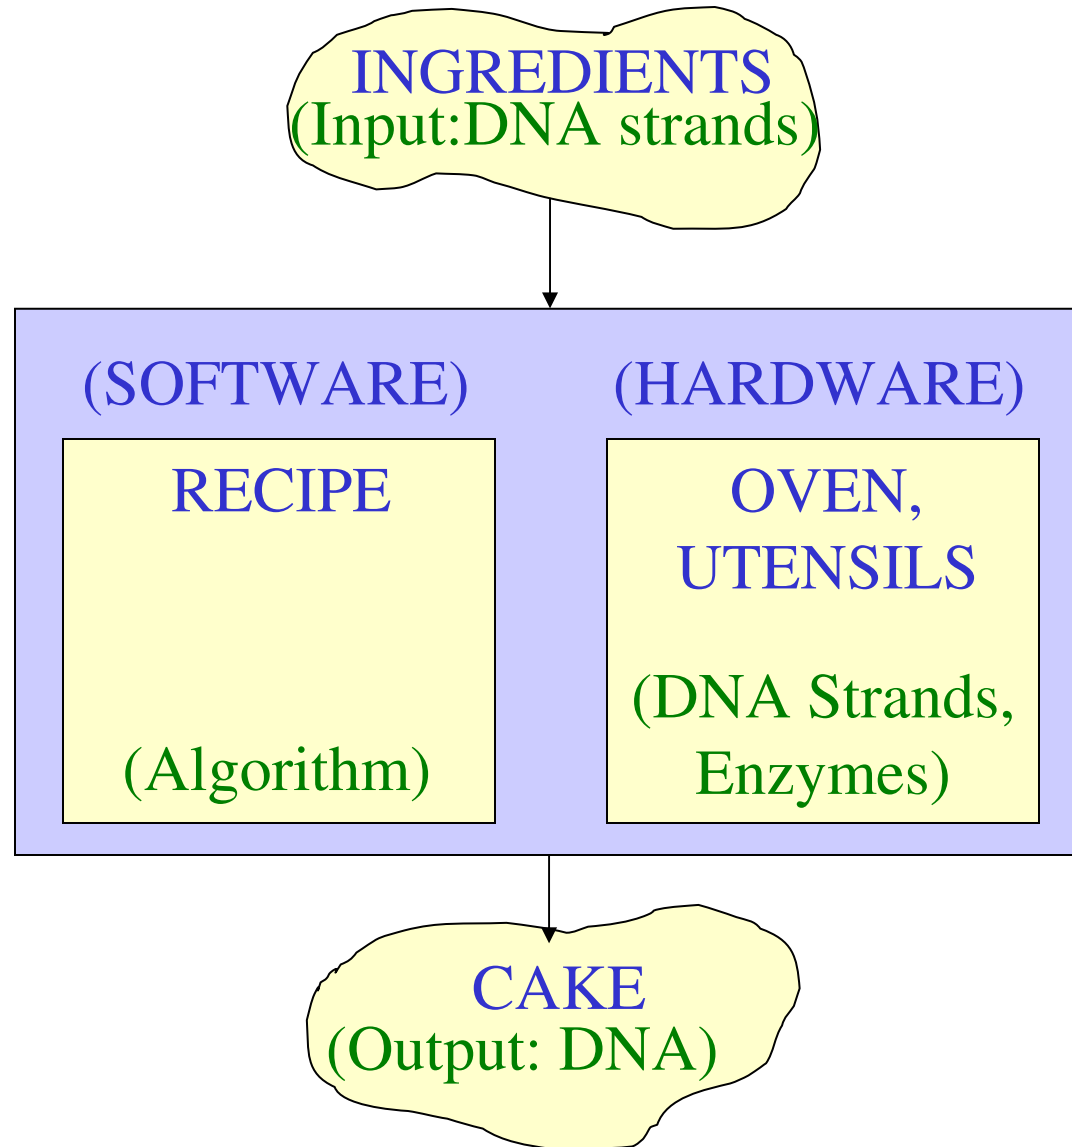 INGREDIENTS
(Input:DNA strands)
(SOFTWARE)
RECIPE
(Algorithm)
(HARDWARE)
OVEN,
UTENSILS
(DNA Strands,
Enzymes)
CAKE
(Output: DNA)